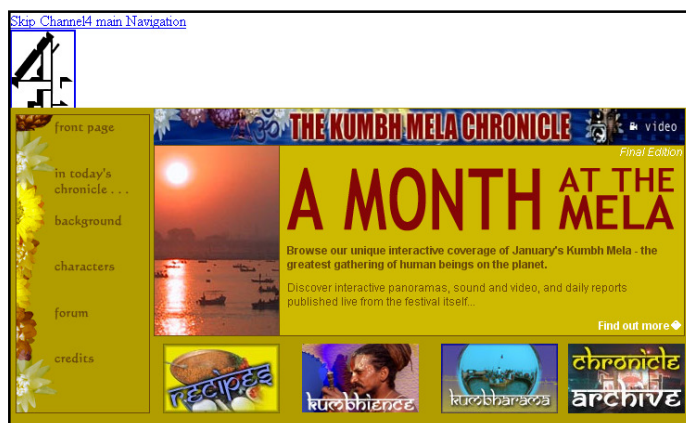 Skip Channel4 main Navigation
4
THE KUMBH MELA CHRONICLE
video
Final Edition
front page
in today's
chronicle . . .
background
characters
forum
credits
A MONTH AT THE
MELA
Browse our unique interactive coverage of January's Kumbh Mela - the
greatest gathering of human beings on the planet.
Discover interactive panoramas, sound and video, and daily reports
published live from the festival itself...
Find out more
RECIPES
kumbhience
kumbharama
chronicle
archive